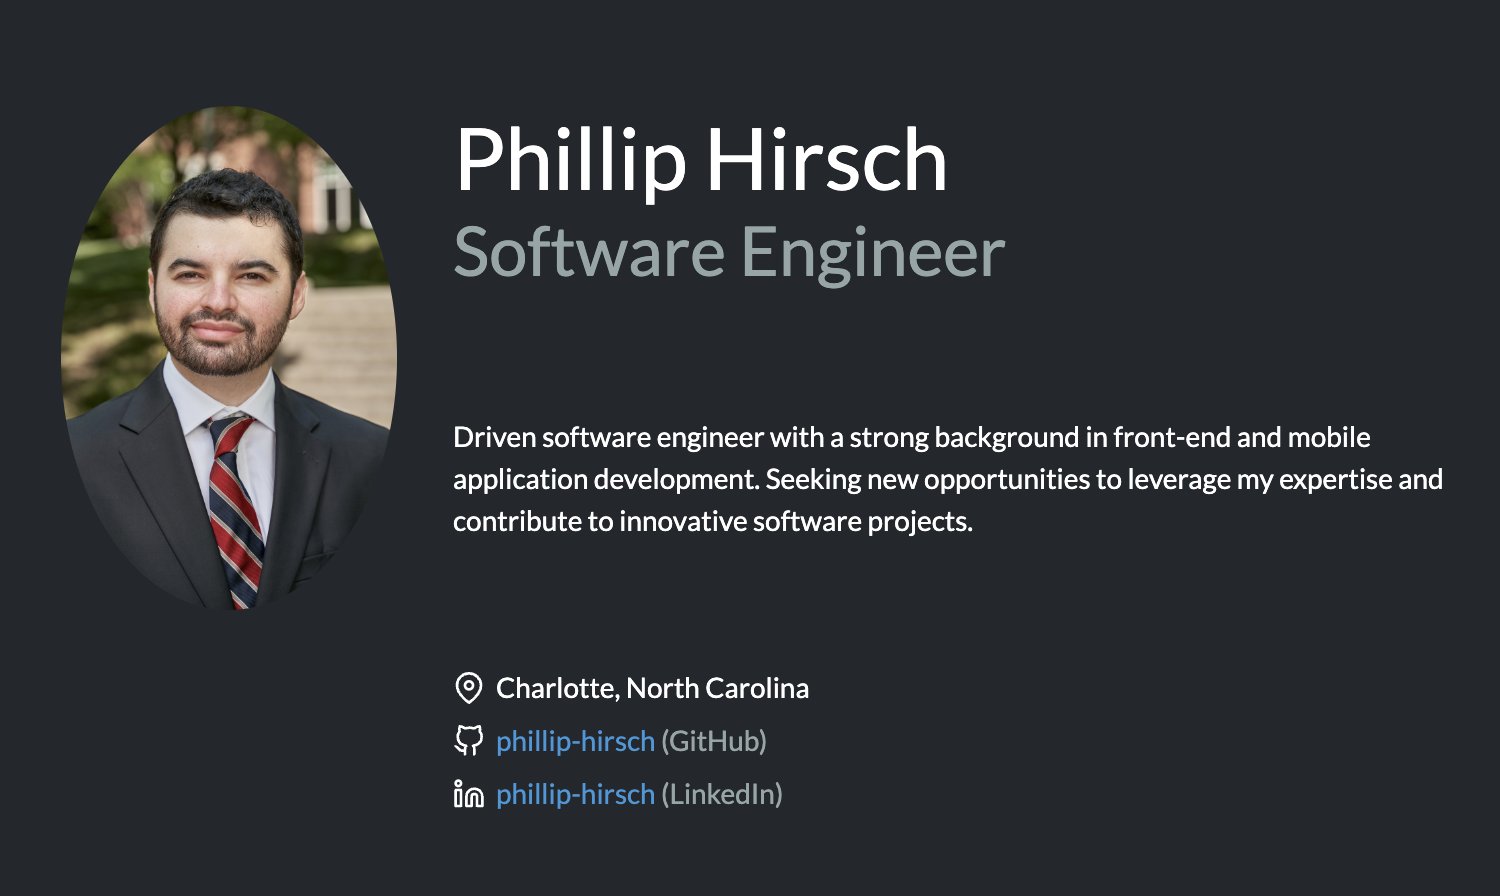 Phillip Hirsch
Software Engineer
Driven software engineer with a strong background in front-end and mobile
application development. Seeking new opportunities to leverage my expertise and
contribute to innovative software projects.
Charlotte, North Carolina
phillip-hirsch (GitHub)
phillip-hirsch (LinkedIn)